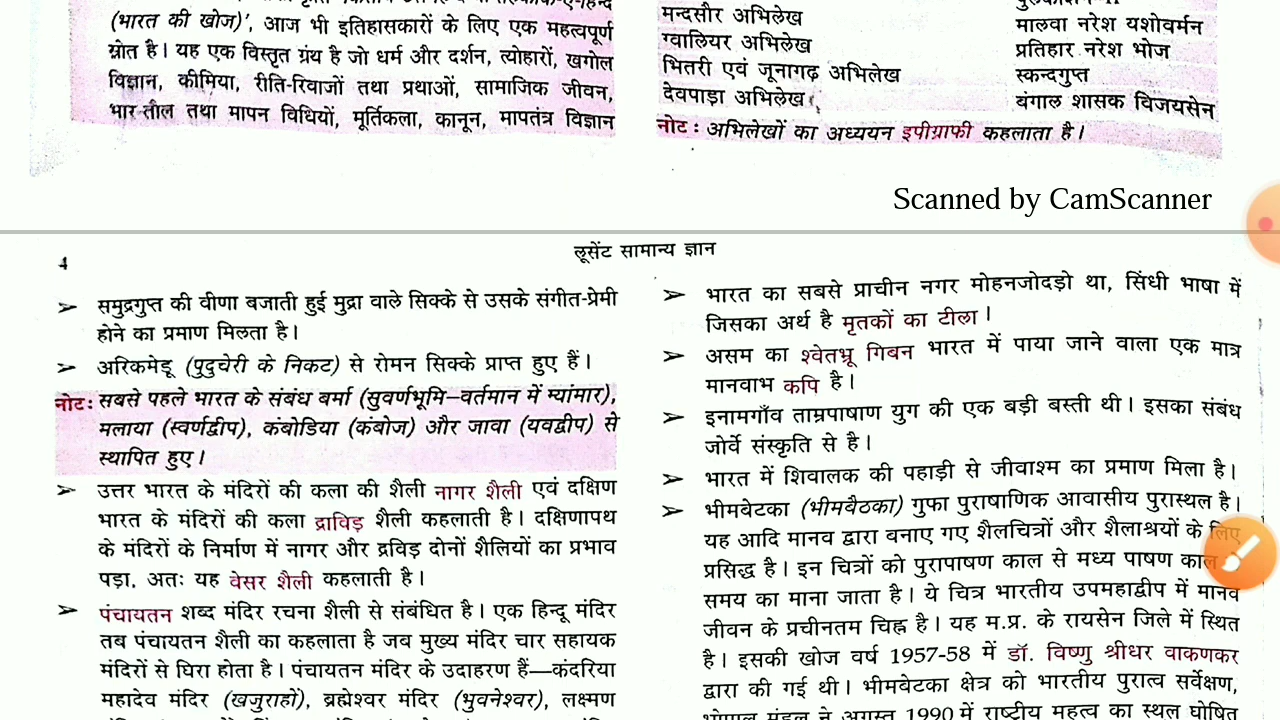 (भारत की खोज)', आज भी इतिहासकारों के लिए एक महत्वपूर्ण
स्रोत है। यह एक विस्तृत ग्रंथ है जो धर्म और दर्शन, त्योहारों, खगोल
विज्ञान, कीमिया, रीति-रिवाजों तथा प्रथाओं, सामाजिक जीवन,
भार-तौल तथा मापन विधियों, मूर्तिकला, कानून, मापतंत्र विज्ञान
मन्दसौर अभिलेख मालवा नरेश यशोवर्मन
ग्वालियर अभिलेख प्रतिहार नरेश भोज
भितरी एवं जूनागढ़ अभिलेख स्कन्दगुप्त
देवपाड़ा अभिलेख बंगाल शासक विजयसेन
नोट : अभिलेखों का अध्ययन इपीग्राफी कहलाता है।
Scanned by CamScanner
4
लूसेंट सामान्य ज्ञान
➢ समुद्रगुप्त की वीणा बजाती हुई मुद्रा वाले सिक्के से उसके संगीत-प्रेमी
होने का प्रमाण मिलता है।
➢ अरिकमेडू (पुदुचेरी के निकट) से रोमन सिक्के प्राप्त हुए हैं।
नोट: सबसे पहले भारत के संबंध बर्मा (सुवर्णभूमि—वर्तमान में म्यांमार),
मलाया (स्वर्णद्वीप), कंबोडिया (कंबोज) और जावा (यवद्वीप) से
स्थापित हुए।
➢ उत्तर भारत के मंदिरों की कला की शैली नागर शैली एवं दक्षिण
भारत के मंदिरों की कला द्राविड़ शैली कहलाती है। दक्षिणापथ
के मंदिरों के निर्माण में नागर और द्रविड़ दोनों शैलियों का प्रभाव
पड़ा, अतः यह वेसर शैली कहलाती है।
➢ पंचायतन शब्द मंदिर रचना शैली से संबंधित है। एक हिन्दू मंदिर
तब पंचायतन शैली का कहलाता है जब मुख्य मंदिर चार सहायक
मंदिरों से घिरा होता है। पंचायतन मंदिर के उदाहरण हैं—कंदरिया
महादेव मंदिर (खजुराहो), ब्रह्मेश्वर मंदिर (भुवनेश्वर), लक्ष्मण
➢ भारत का सबसे प्राचीन नगर मोहनजोदड़ो था, सिंधी भाषा में
जिसका अर्थ है मृतकों का टीला।
➢ असम का श्वेतभ्रू गिबन भारत में पाया जाने वाला एक मात्र
मानवाभ कपि है।
➢ इनामगाँव ताम्रपाषाण युग की एक बड़ी बस्ती थी। इसका संबंध
जोर्वे संस्कृति से है।
➢ भारत में शिवालक की पहाड़ी से जीवाश्म का प्रमाण मिला है।
➢ भीमबेटका (भीमबैठका) गुफा पुराषाणिक आवासीय पुरास्थल है।
यह आदि मानव द्वारा बनाए गए शैलचित्रों और शैलाश्रयों के लिए
प्रसिद्ध है। इन चित्रों को पुरापाषण काल से मध्य पाषण काल
समय का माना जाता है। ये चित्र भारतीय उपमहाद्वीप में मानव
जीवन के प्रचीनतम चिह्न है। यह म.प्र. के रायसेन जिले में स्थित
है। इसकी खोज वर्ष 1957-58 में डॉ. विष्णु श्रीधर वाकणकर
द्वारा की गई थी। भीमबेटका क्षेत्र को भारतीय पुरातव सर्वेक्षण,
भोपाल मंडल ने अगस्त 1990 में राष्ट्रीय महत्व का स्थल घोषित